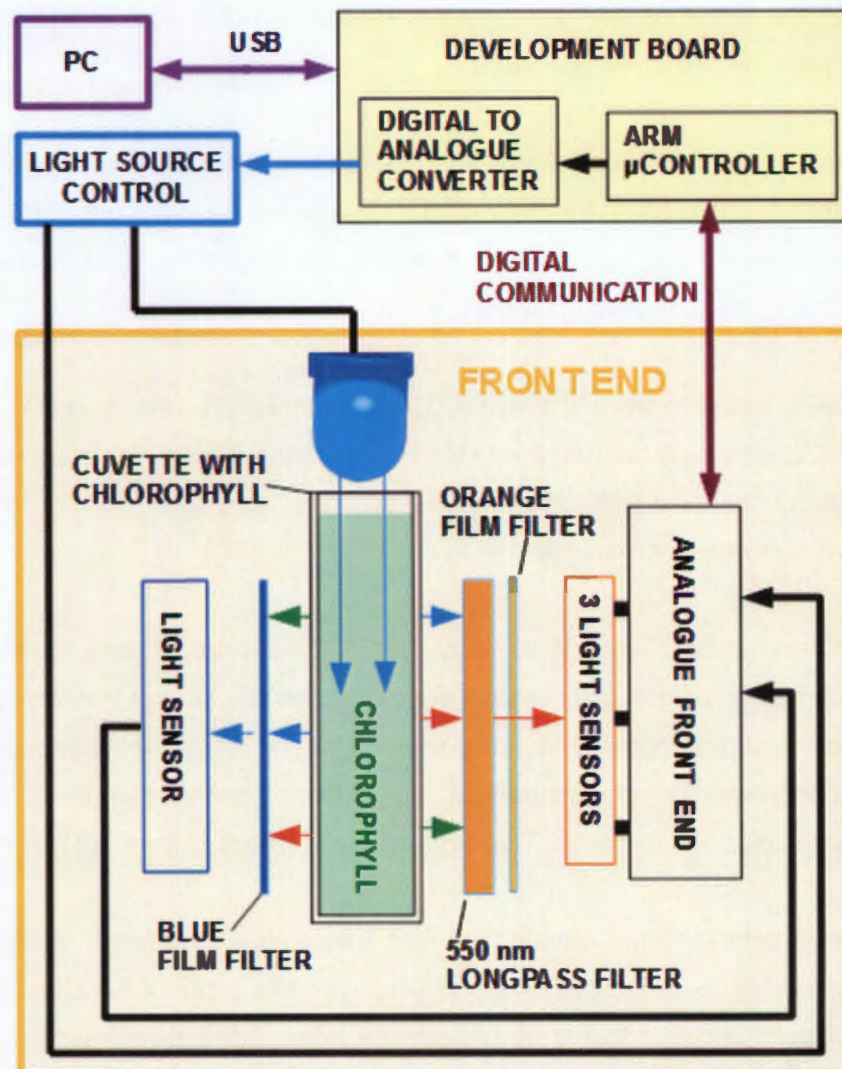 PC
USB
DEVELOPMENT BOARD
DIGITAL TO
ANALOGUE
CONVERTER
ARM
µCONTROLLER
LIGHT SOURCE
CONTROL
DIGITAL
COMMUNICATION
FRONTEND
CUVETTE WITH
CHLOROPHYLL
ORANGE
FILM FILTER
LIGHT SENSOR
CHLOROPHYLL
3 LIGHT SENSORS
ANALOGUE FRONT END
BLUE
FILM FILTER
550 nm
LONGPASS FILTER